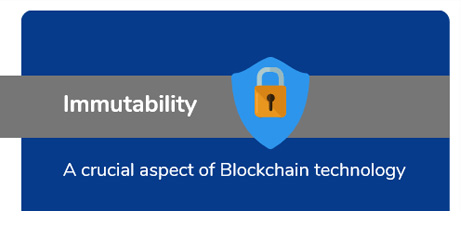 Immutability
A crucial aspect of Blockchain technology